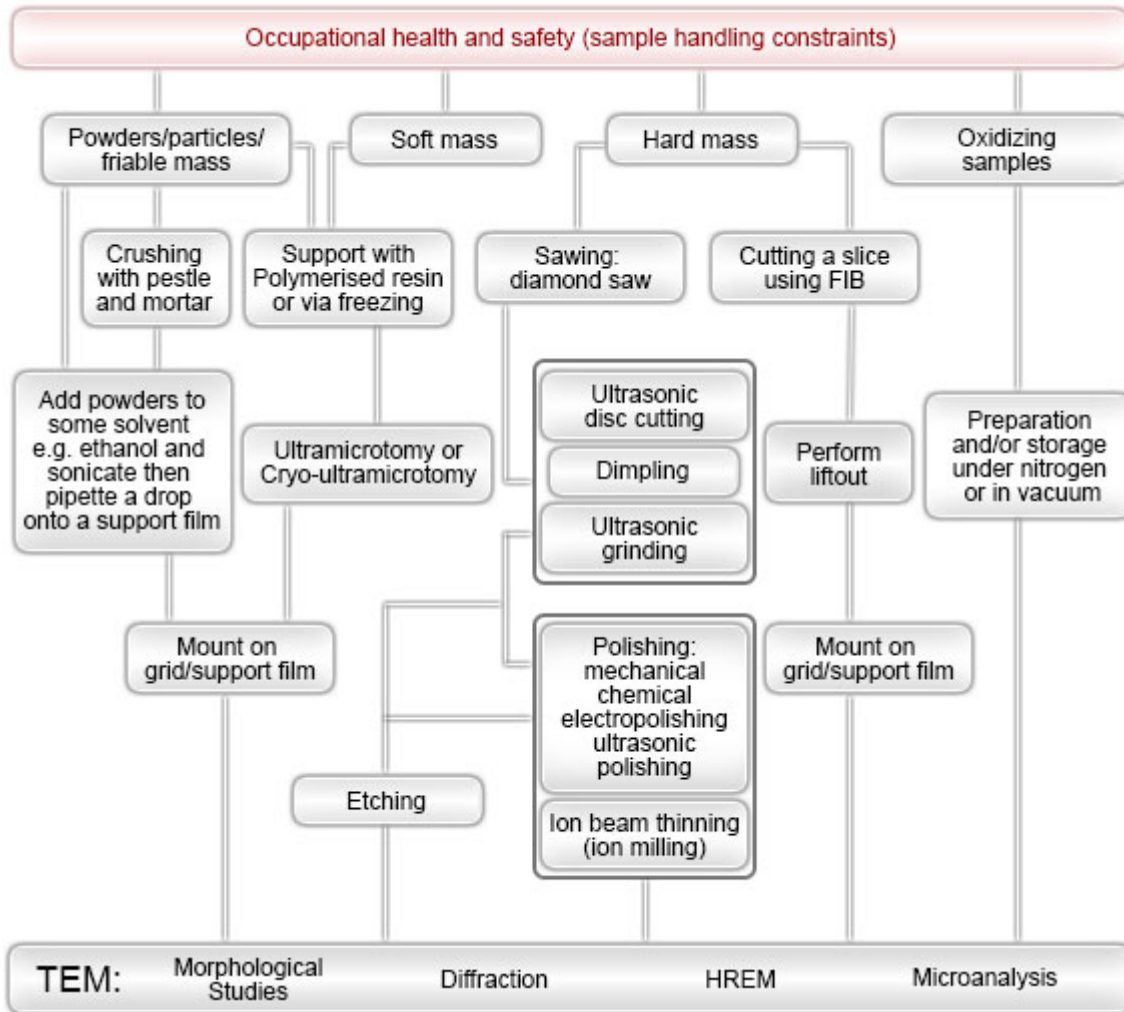 Occupational health and safety (sample handling constraints)
Powders/particles/
friable mass
Soft mass
Hard mass
Oxidizing
samples
Crushing
with pestle
and mortar
Support with
Polymerised resin
or via freezing
Sawing:
diamond saw
Cutting a slice
using FIB
Add powders to
some solvent
e.g. ethanol and
sonicate then
pipette a drop
onto a support film
Ultramicrotomy or
Cryo-ultramicrotomy
Ultrasonic
disc cutting
Dimpling
Ultrasonic
grinding
Perform
liftout
Preparation
and/or storage
under nitrogen
or in vacuum
Mount on
grid/support film
Polishing:
mechanical
chemical
electropolishing
ultrasonic
polishing
Mount on
grid/support film
Etching
Ion beam thinning
(ion milling)
TEM:
Morphological
Studies
Diffraction
HREM
Microanalysis